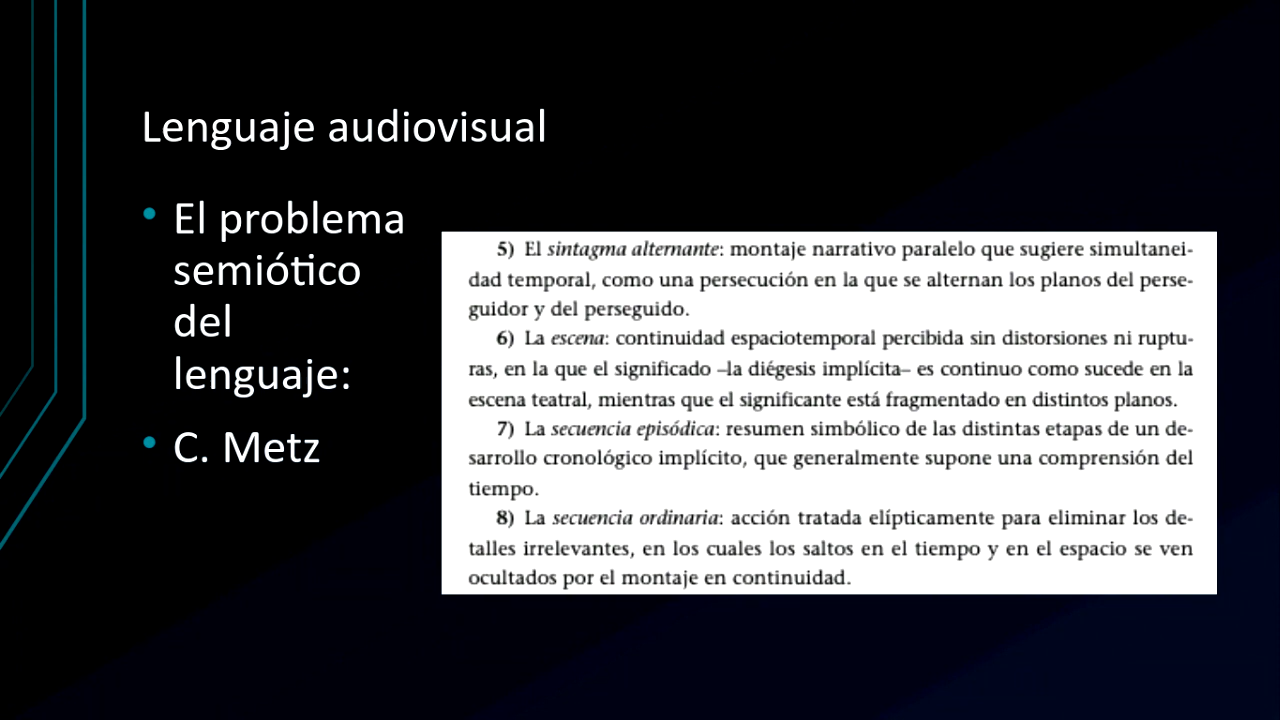 Lenguaje audiovisual
• El problema
semiótico
del
lenguaje:
• C. Metz
5) El sintagma alternante: montaje narrativo paralelo que sugiere simultanei-
dad temporal, como una persecución en la que se alternan los planos del perse-
guidor y del perseguido.
6) La escena: continuidad espaciotemporal percibida sin distorsiones ni ruptu-
ras, en la que el significado –la diégesis implícita– es continuo como sucede en la
escena teatral, mientras que el significante está fragmentado en distintos planos.
7) La secuencia episódica: resumen simbólico de las distintas etapas de un de-
sarrollo cronológico implícito, que generalmente supone una comprensión del
tiempo.
8) La secuencia ordinaria: acción tratada elípticamente para eliminar los de-
talles irrelevantes, en los cuales los saltos en el tiempo y en el espacio se ven
ocultados por el montaje en continuidad.